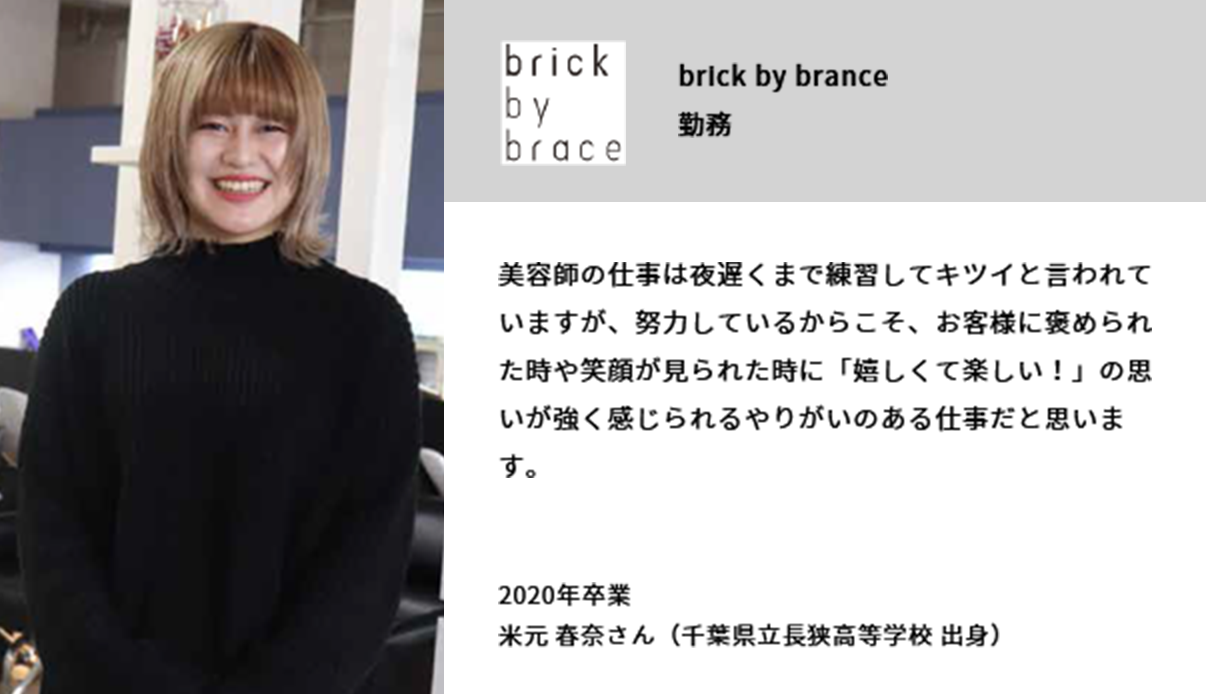 brick
by
brace
brick by brance
勤務
美容師の仕事は夜遅くまで練習してキツイと言われて
いますが、努力しているからこそ、お客様に褒められ
た時や笑顔が見られた時に「嬉しくて楽しい！」の思
いが強く感じられるやりがいのある仕事だと思いま
す。
2020年卒業
米元 春奈さん（千葉県立長狭高等学校 出身）